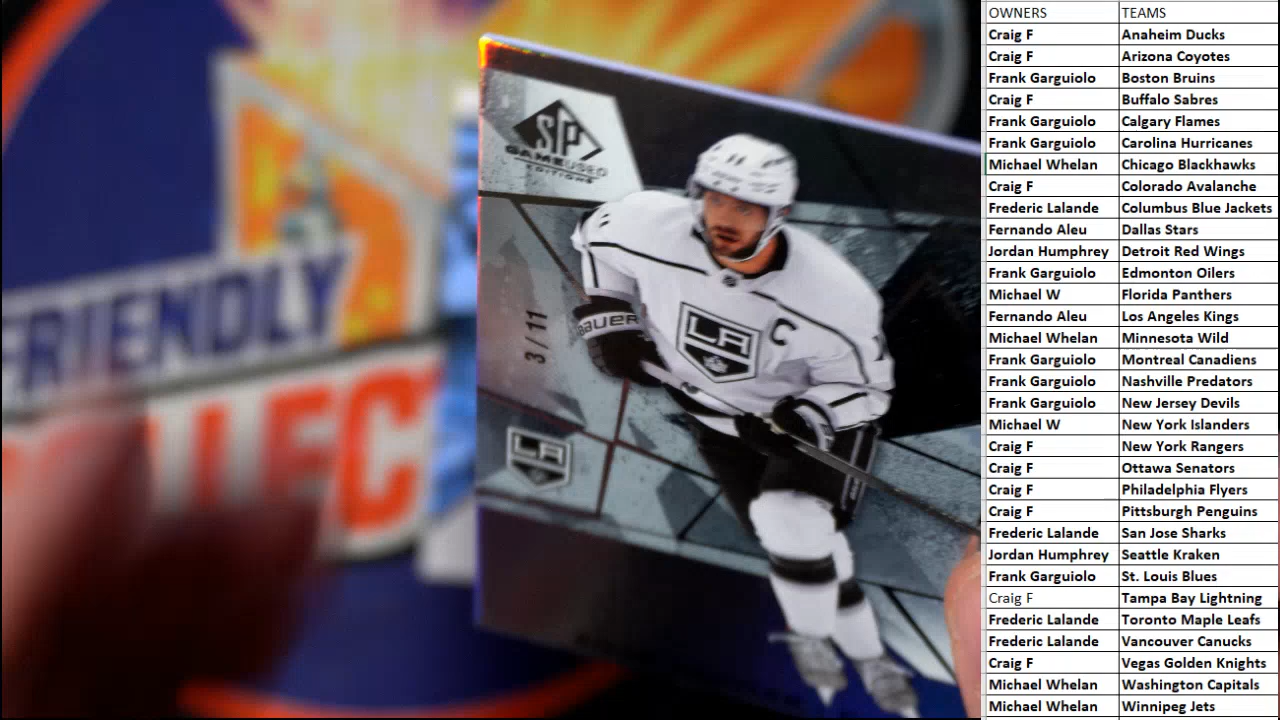 FRIENDLY
COLLECT
SP
GAMEUSED
EDITIONS
11
11
BAUER
LA
C
3/11
LA
OWNERS TEAMS
Craig F Anaheim Ducks
Craig F Arizona Coyotes
Frank Garguiolo Boston Bruins
Craig F Buffalo Sabres
Frank Garguiolo Calgary Flames
Frank Garguiolo Carolina Hurricanes
Michael Whelan Chicago Blackhawks
Craig F Colorado Avalanche
Frederic Lalande Columbus Blue Jackets
Fernando Aleu Dallas Stars
Jordan Humphrey Detroit Red Wings
Frank Garguiolo Edmonton Oilers
Michael W Florida Panthers
Fernando Aleu Los Angeles Kings
Michael Whelan Minnesota Wild
Frank Garguiolo Montreal Canadiens
Frank Garguiolo Nashville Predators
Frank Garguiolo New Jersey Devils
Michael W New York Islanders
Craig F New York Rangers
Craig F Ottawa Senators
Craig F Philadelphia Flyers
Craig F Pittsburgh Penguins
Frederic Lalande San Jose Sharks
Jordan Humphrey Seattle Kraken
Frank Garguiolo St. Louis Blues
Craig F Tampa Bay Lightning
Frederic Lalande Toronto Maple Leafs
Frederic Lalande Vancouver Canucks
Craig F Vegas Golden Knights
Michael Whelan Washington Capitals
Michael Whelan Winnipeg Jets